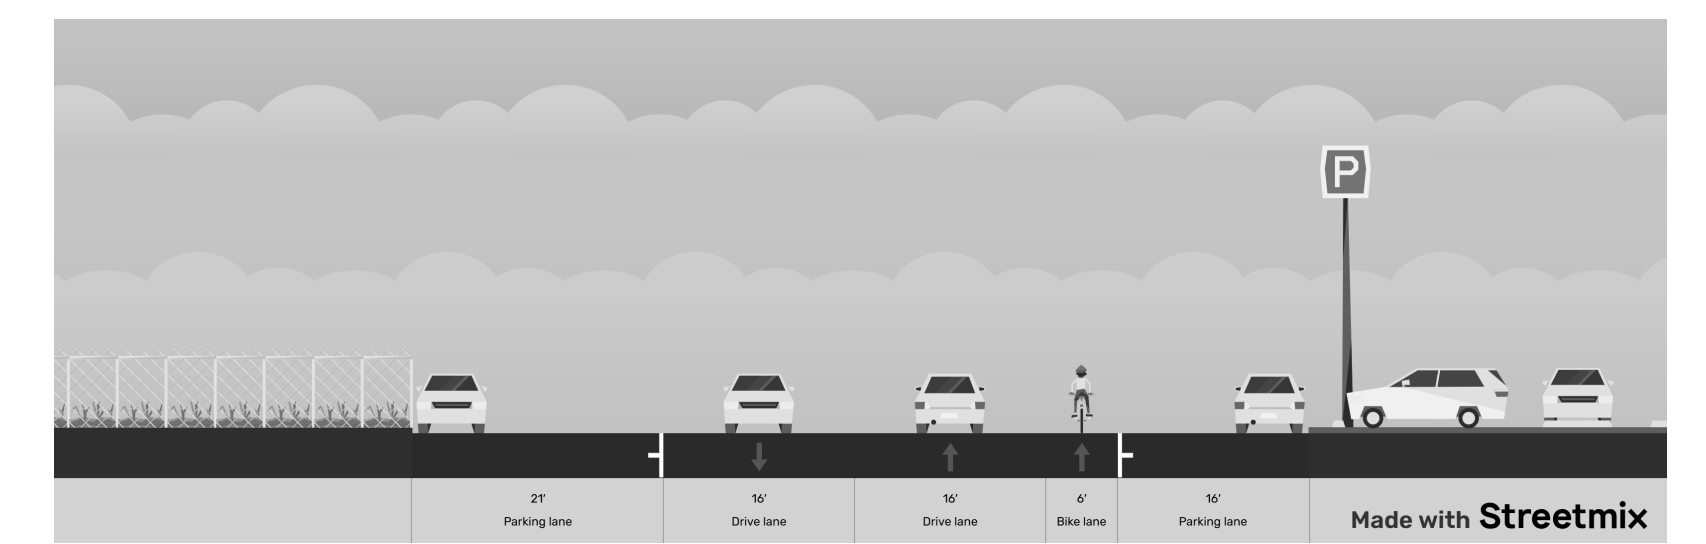 P
21′
Parking lane
16′
Drive lane
16′
Drive lane
6′
Bike lane
16′
Parking lane
Made with Streetmix